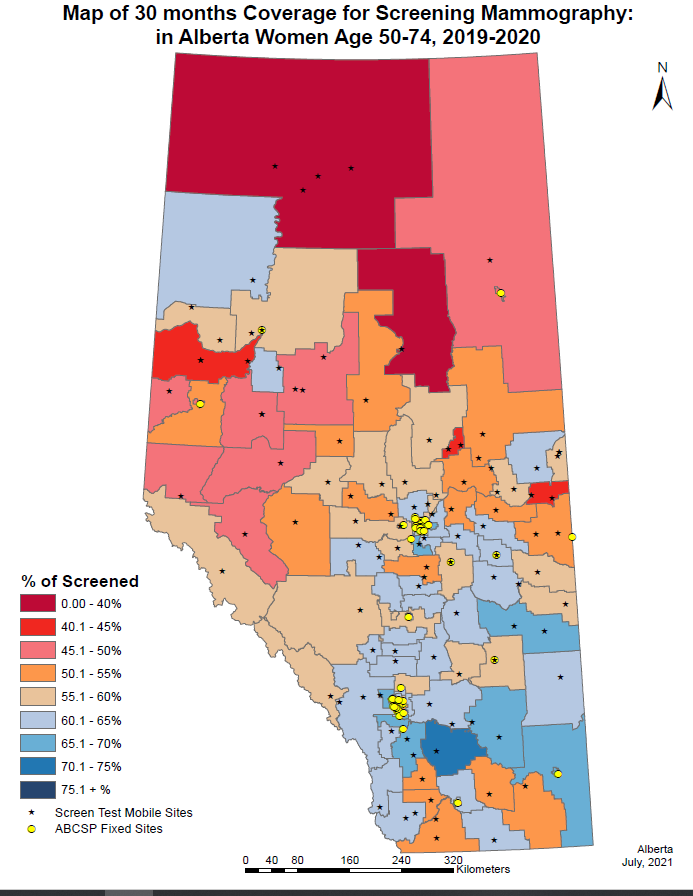 Map of 30 months Coverage for Screening Mammography:
in Alberta Women Age 50-74, 2019-2020
N
% of Screened
0.00 - 40%
40.1 - 45%
45.1 - 50%
50.1 - 55%
55.1 - 60%
60.1 - 65%
65.1 - 70%
70.1 - 75%
75.1 + %
Screen Test Mobile Sites
ABCSP Fixed Sites
0 40 80 160 240 320
Kilometers
Alberta
July, 2021